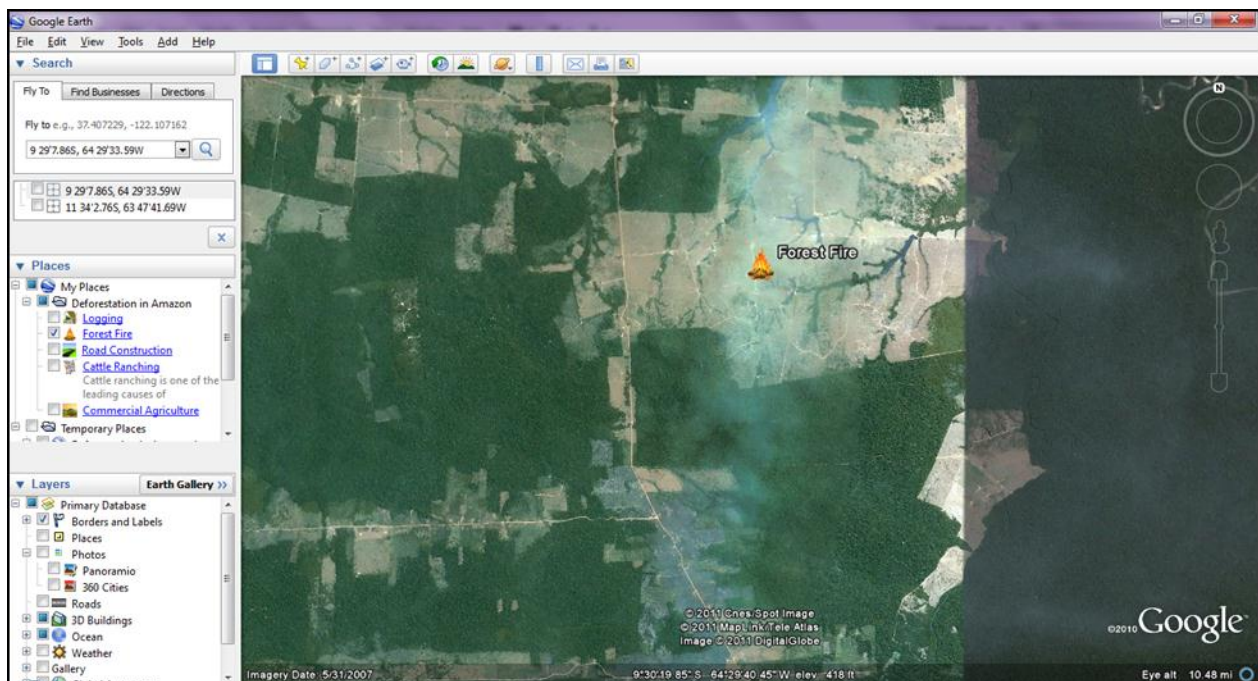 Google Earth
File Edit View Tools Add Help
Search
Fly To Find Businesses Directions
Fly to e.g., 37.407229, -122.107162
9 29'7.86S, 64 29'33.59W
9 29'7.86S, 64 29'33.59W
11 34'2.76S, 63 47'41.69W
Places
My Places
Deforestation in Amazon
Logging
Forest Fire
Road Construction
Cattle Ranching
Cattle ranching is one of the
leading causes of
Commercial Agriculture
Temporary Places
Layers Earth Gallery >>
Primary Database
Borders and Labels
Places
Photos
Panoramio
360 Cities
Roads
3D Buildings
Ocean
Weather
Gallery
N
Forest Fire
© 2011 Cnes/Spot Image
© 2011 MapLink/Tele Atlas
Image © 2011 DigitalGlobe
©2010 Google
Imagery Date: 5/31/2007 9°30'19.85" S 64°29'40.45" W elev 418 ft Eye alt 10.48 mi